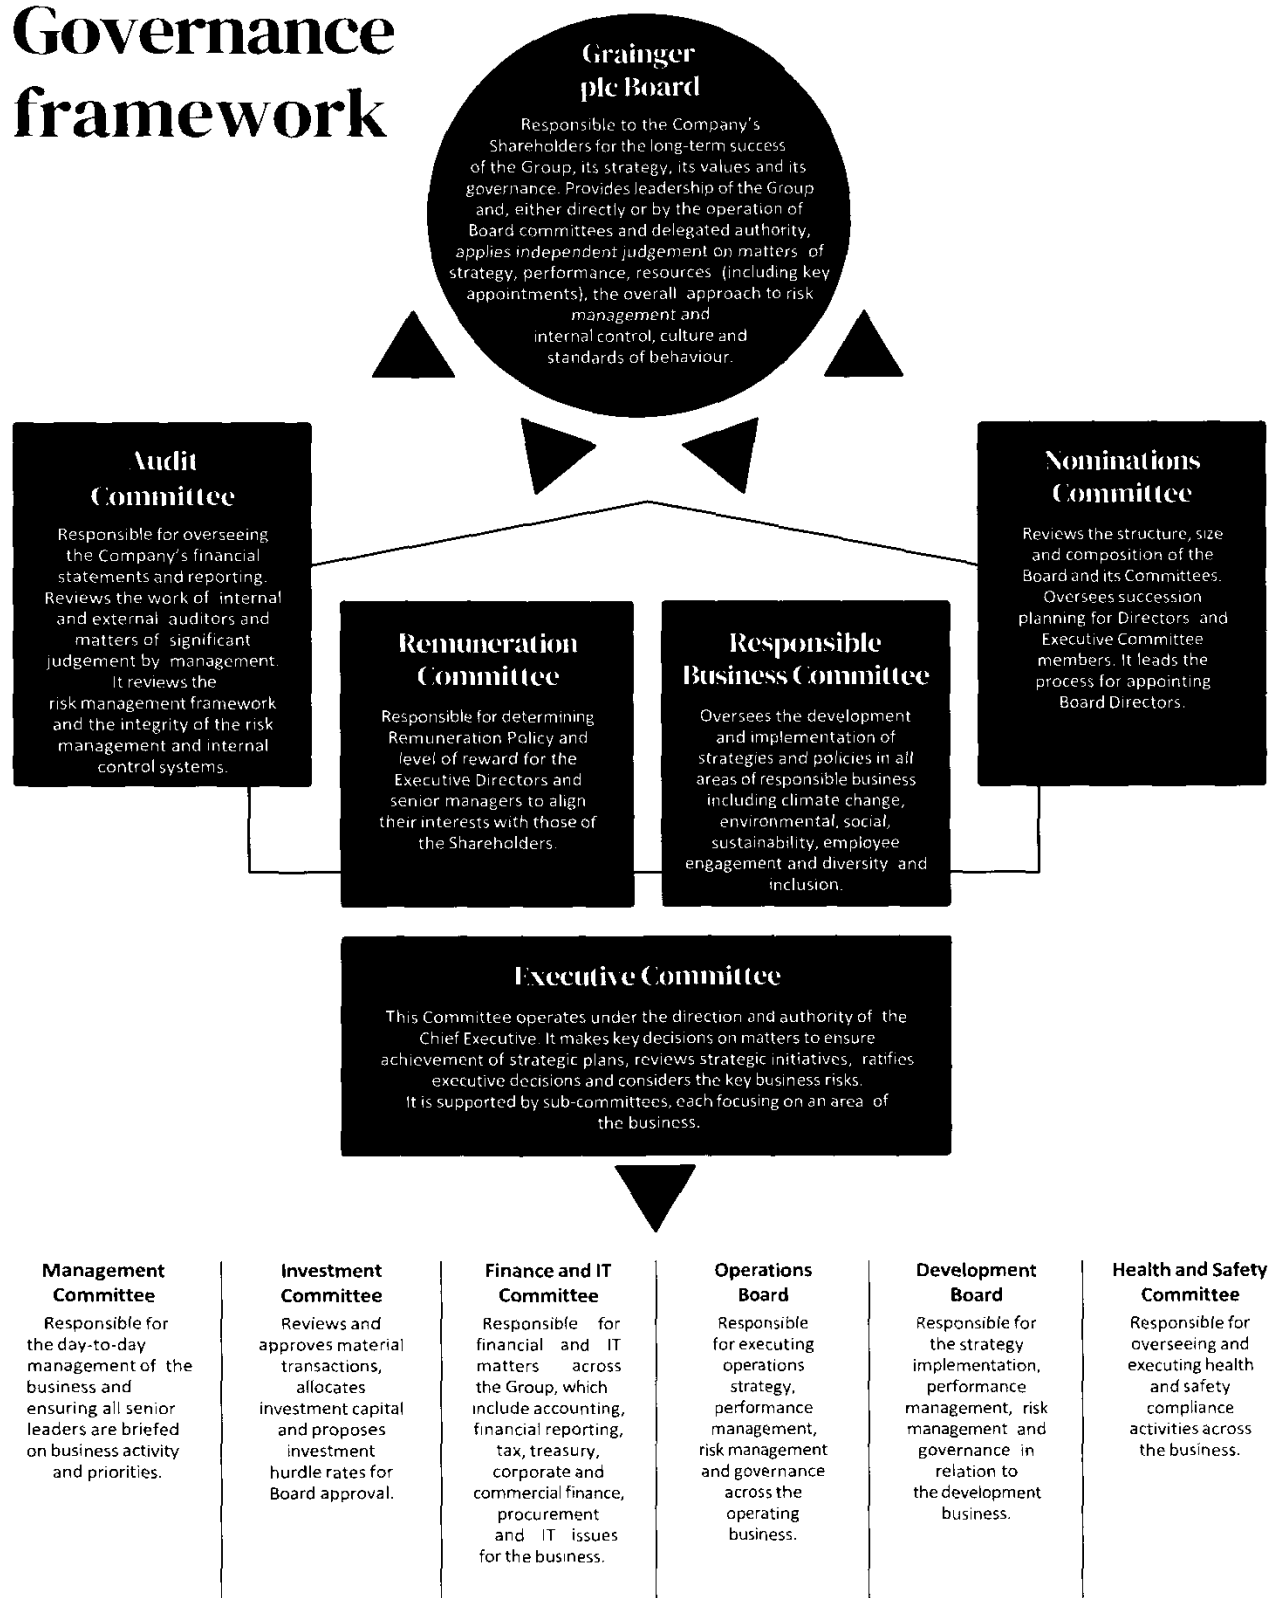 Governance
framework
Grainger
plc Board
Responsible to the Company's
Shareholders for the long-term success
of the Group, its strategy, its values and its
governance. Provides leadership of the Group
and, either directly or by the operation of
Board committees and delegated authority,
applies independent judgement on matters of
strategy, performance, resources (including key
appointments), the overall approach to risk
management and
internal control, culture and
standards of behaviour.
Audit
Committee
Responsible for overseeing
the Company's financial
statements and reporting.
Reviews the work of internal
and external auditors and
matters of significant
judgement by management.
It reviews the
risk management framework
and the integrity of the risk
management and internal
control systems.
Remuneration
Committee
Responsible for determining
Remuneration Policy and
level of reward for the
Executive Directors and
senior managers to align
their interests with those of
the Shareholders.
Responsible
Business Committee
Oversees the development
and implementation of
strategies and policies in all
areas of responsible business
including climate change,
environmental, social,
sustainability, employee
engagement and diversity and
inclusion.
Nominations
Committee
Reviews the structure, size
and composition of the
Board and its Committees.
Oversees succession
planning for Directors and
Executive Committee
members. It leads the
process for appointing
Board Directors.
Executive Committee
This Committee operates under the direction and authority of the
Chief Executive. It makes key decisions on matters to ensure
achievement of strategic plans, reviews strategic initiatives, ratifies
executive decisions and considers the key business risks.
It is supported by sub-committees, each focusing on an area of
the business.
Management
Committee
Responsible for
the day-to-day
management of the
business and
ensuring all senior
leaders are briefed
on business activity
and priorities.
Investment
Committee
Reviews and
approves material
transactions,
allocates
investment capital
and proposes
investment
hurdle rates for
Board approval.
Finance and IT
Committee
Responsible for
financial and IT
matters across
the Group, which
include accounting,
financial reporting,
tax, treasury,
corporate and
commercial finance,
procurement
and IT issues
for the business.
Operations
Board
Responsible
for executing
operations
strategy,
performance
management,
risk management
and governance
across the
operating
business.
Development
Board
Responsible for
the strategy
implementation,
performance
management, risk
management and
governance in
relation to
the development
business.
Health and Safety
Committee
Responsible for
overseeing and
executing health
and safety
compliance
activities across
the business.